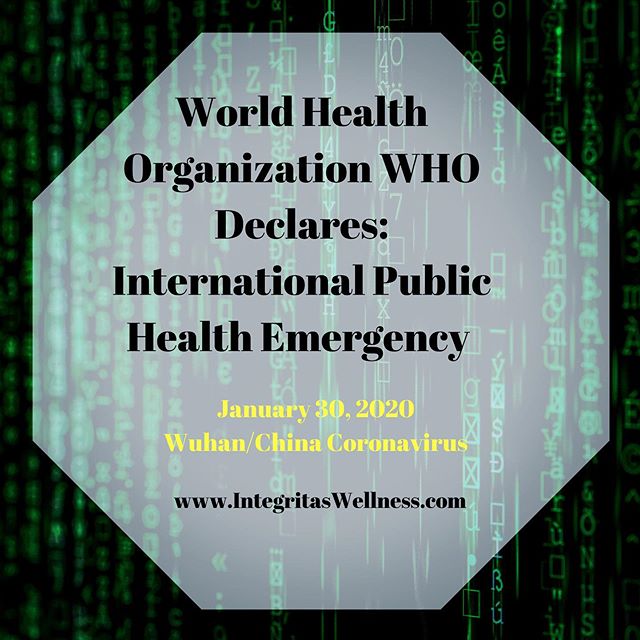 World Health
Organization WHO
Declares:
International Public
Health Emergency
January 30, 2020
Wuhan/China Coronavirus
www.IntegritasWellness.com